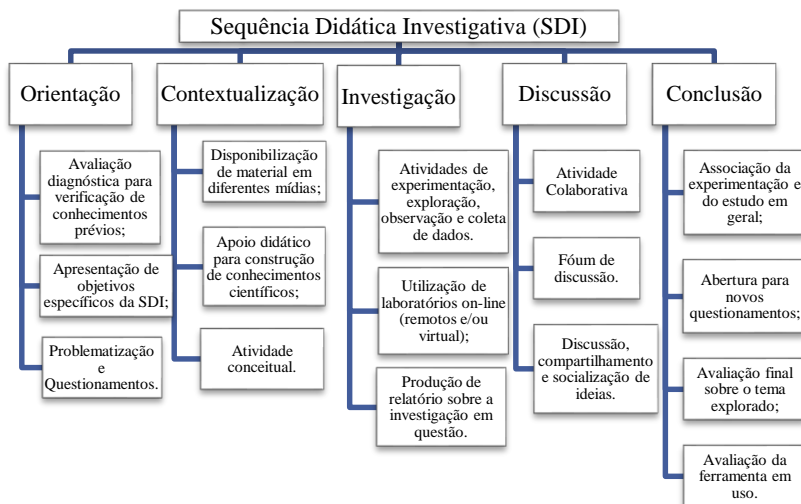 Sequência Didática Investigativa (SDI)
Orientação
Avaliação
diagnóstica para
verificação de
conhecimentos
prévios;
Apresentação de
objetivos
específicos da SDI;
Problematização
e
Questionamentos.
Contextualização
Disponibilização
de material em
diferentes mídias;
Apoio didático
para construção
de conhecimentos
científicos;
Atividade
conceitual.
Investigação
Atividades de
experimentação,
exploração,
observação e coleta
de dados.
Utilização de
laboratórios on-line
(remotos e/ou
virtual);
Produção de
relatório sobre a
investigação em
questão.
Discussão
Atividade
Colaborativa
Fóum de
discussão.
Discussão,
compartilhamento
e socialização de
ideias.
Conclusão
Associação da
experimentação e
do estudo em
geral;
Abertura para
novos
questionamentos;
Avaliação final
sobre o tema
explorado;
Avaliação da
ferramenta em
uso.